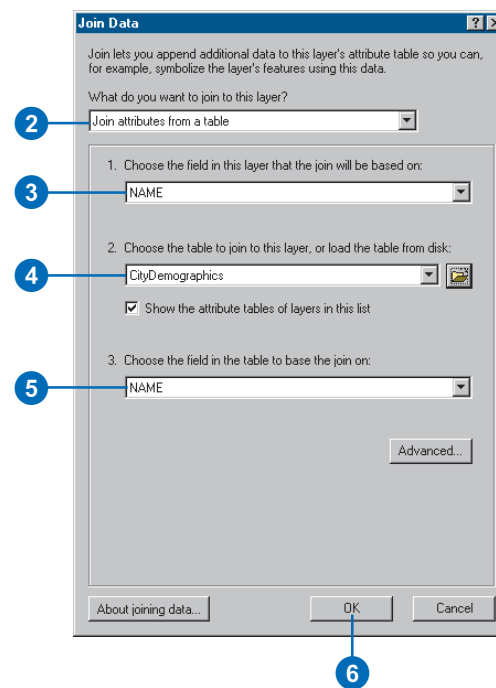 Join Data
Join lets you append additional data to this layer's attribute table so you can,
for example, symbolize the layer's features using this data.
What do you want to join to this layer?
2
Join attributes from a table
1. Choose the field in this layer that the join will be based on:
3
NAME
2. Choose the table to join to this layer, or load the table from disk:
4
CityDemographics
Show the attribute tables of layers in this list
3. Choose the field in the table to base the join on:
5
NAME
Advanced...
About joining data...
OK
Cancel
6